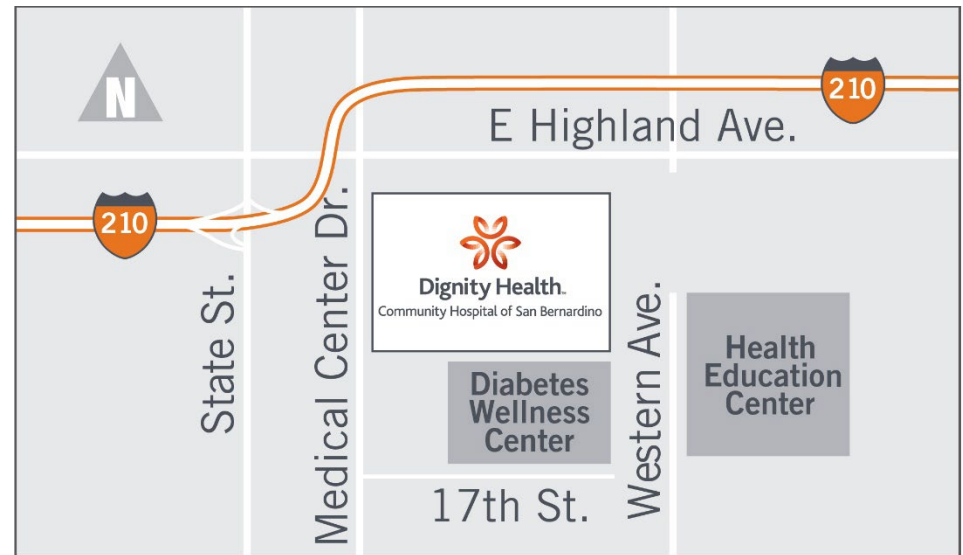 N
210
E Highland Ave.
210
State St.
Medical Center Dr.
Dignity Health™
Community Hospital of San Bernardino
Diabetes
Wellness
Center
Western Ave.
Health
Education
Center
17th St.